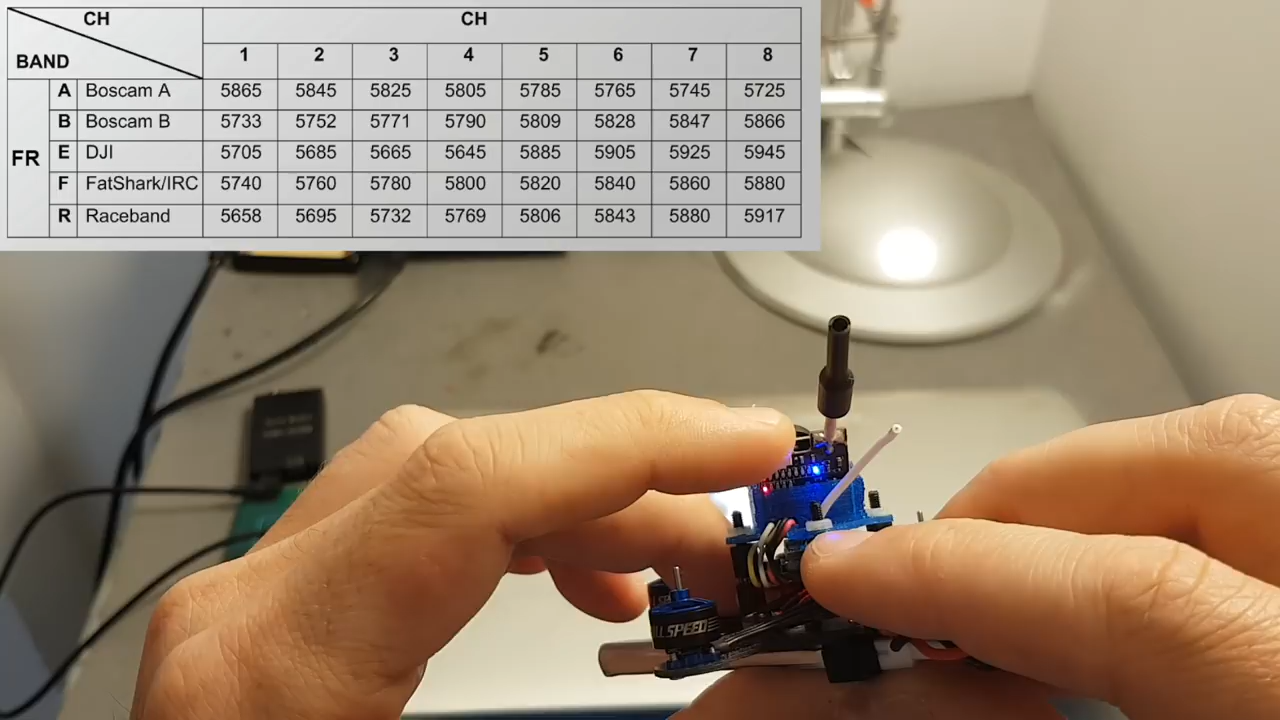 CH CH
BAND 1 2 3 4 5 6 7 8
FR
A Boscam A 5865 5845 5825 5805 5785 5765 5745 5725
B Boscam B 5733 5752 5771 5790 5809 5828 5847 5866
E DJI 5705 5685 5665 5645 5885 5905 5925 5945
F FatShark/IRC 5740 5760 5780 5800 5820 5840 5860 5880
R Raceband 5658 5695 5732 5769 5806 5843 5880 5917
LLSPEED